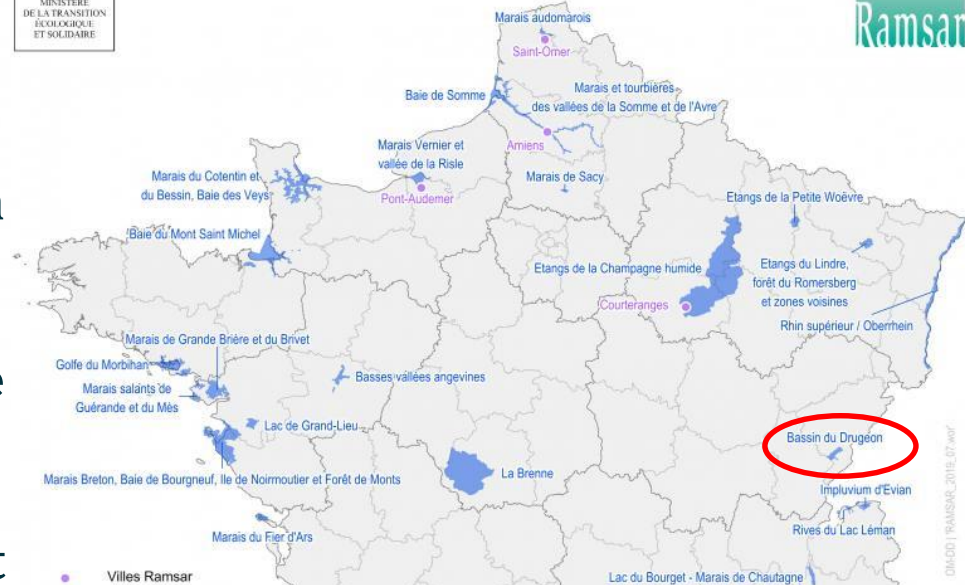 MINISTÈRE
DE LA TRANSITION
ÉCOLOGIQUE
ET SOLIDAIRE
Ramsar
Marais audomarois
Saint-Omer
Baie de Somme
Marais et tourbières
des vallées de la Somme et de l'Avre
Amiens
Marais Vernier et
vallée de la Risle
Pont-Audemer
Marais de Sacy
Marais du Cotentin et
du Bessin, Baie des Veys
Etangs de la Petite Woëvre
Baie du Mont Saint Michel
Etangs de la Champagne humide
Etangs du Lindre,
forêt du Romersberg
et zones voisines
Courteranges
Rhin supérieur / Oberrhein
Marais de Grande Brière et du Brivet
Golfe du Morbihan
Basses vallées angevines
Marais salants de
Guérande et du Mès
Lac de Grand-Lieu
Bassin du Drugeon
La Brenne
Marais Breton, Baie de Bourgneuf, Ile de Noirmoutier et Forêt de Monts
Impluvium d'Evian
Marais du Fier d'Ars
Rives du Lac Léman
Villes Ramsar
Lac du Bourget - Marais de Chautagne